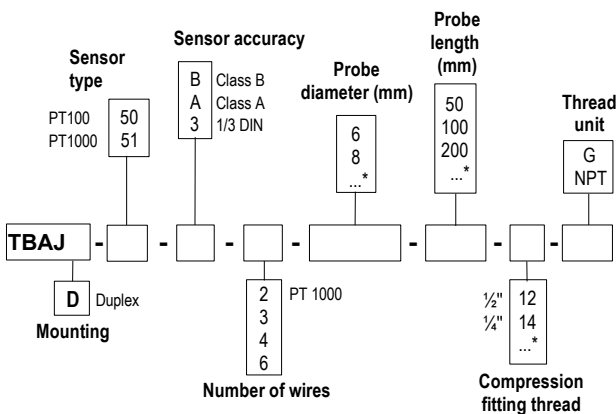 Sensor type
PT100 50
PT1000 51
Sensor accuracy
B Class B
A Class A
3 1/3 DIN
Probe
diameter (mm)
6
8
...*
Probe
length
(mm)
50
100
200
...*
Thread
unit
G
NPT
TBAJ - - - - - - -
D Duplex
Mounting
2 PT 1000
3
4
6
Number of wires
½" 12
¼" 14
...*
Compression
fitting thread